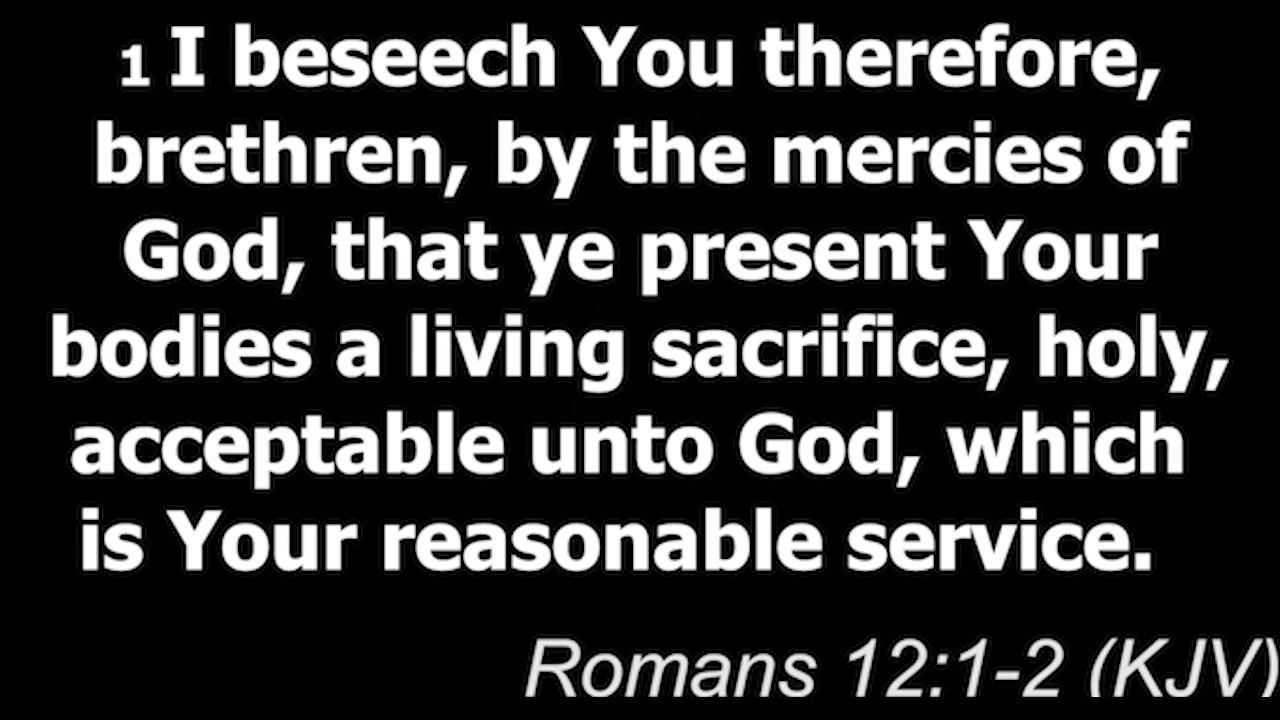 1 I beseech You therefore,
brethren, by the mercies of
God, that ye present Your
bodies a living sacrifice, holy,
acceptable unto God, which
is Your reasonable service.
Romans 12:1-2 (KJV)